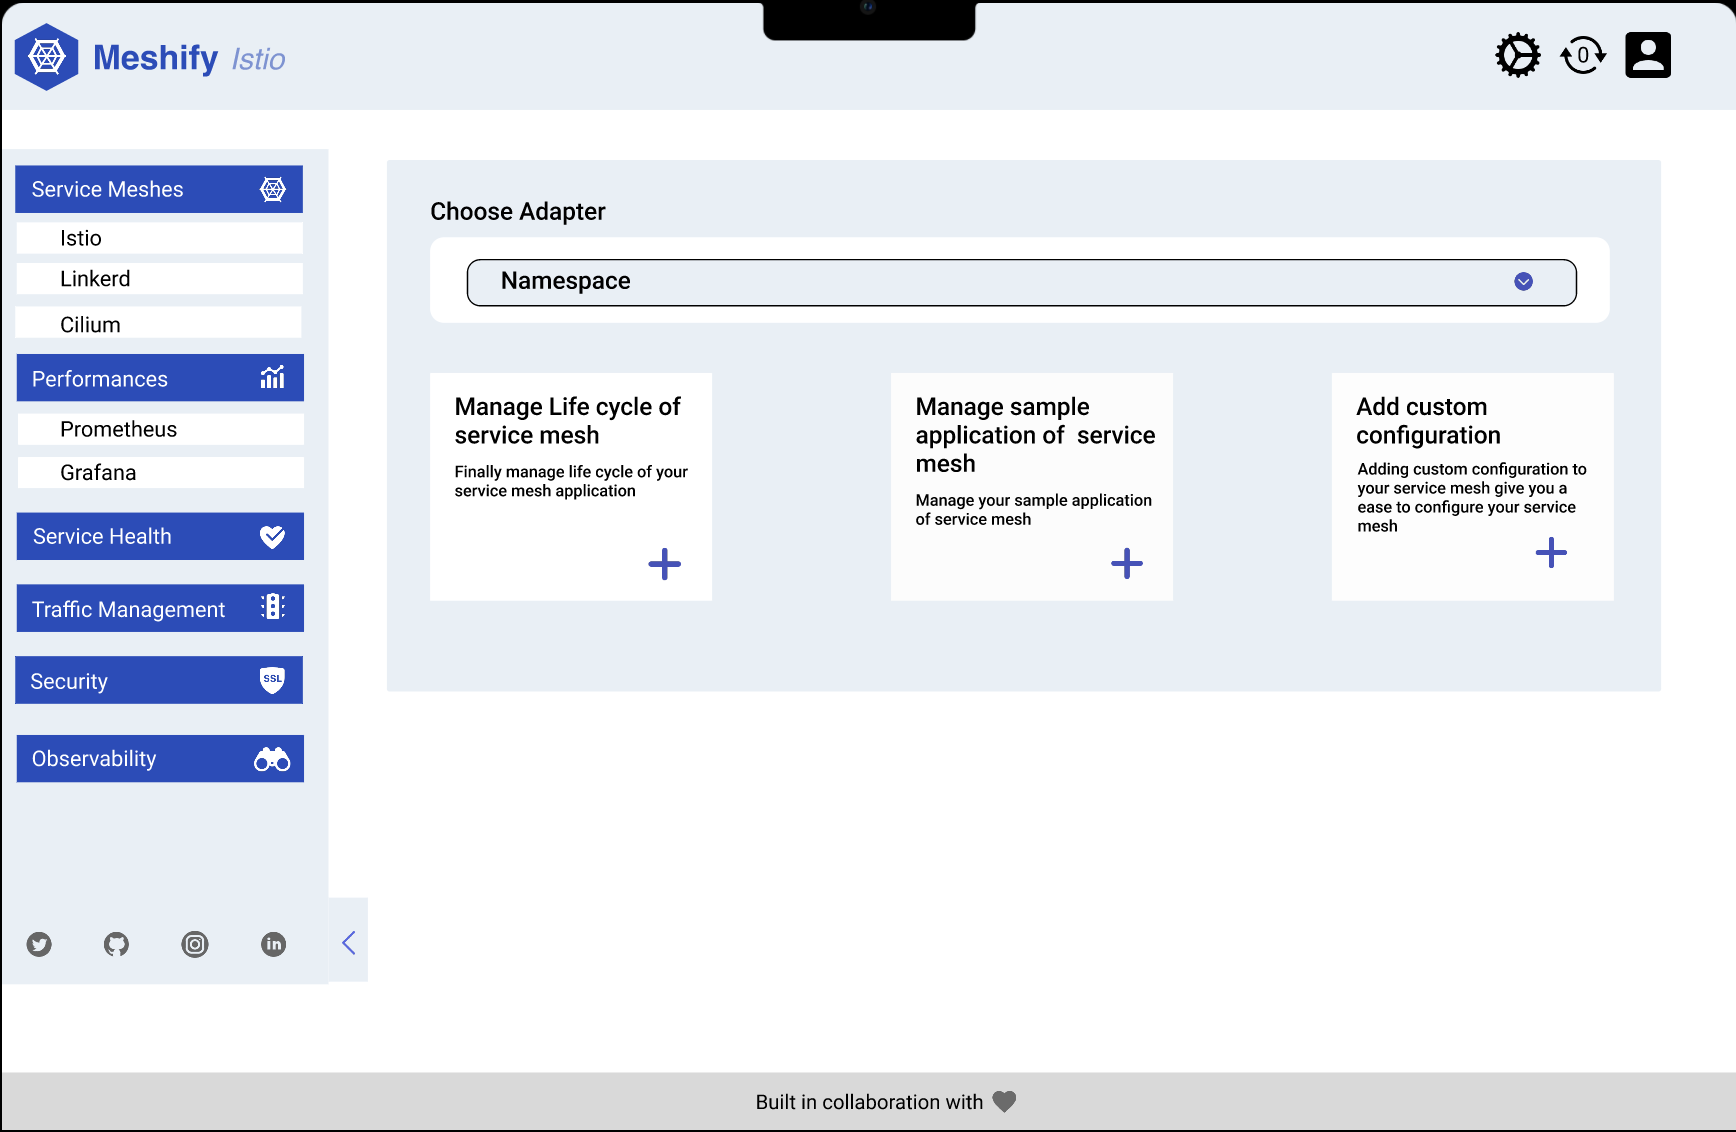 Meshify Istio
0
Service Meshes
Istio
Linkerd
Cilium
Performances
Prometheus
Grafana
Service Health
Traffic Management
Security
SSL
Observability
in
Choose Adapter
Namespace
Manage Life cycle of
service mesh
Finally manage life cycle of your
service mesh application
Manage sample
application of  service
mesh
Manage your sample application
of service mesh
Add custom
configuration
Adding custom configuration to
your service mesh give you a
ease to configure your service
mesh
Built in collaboration with